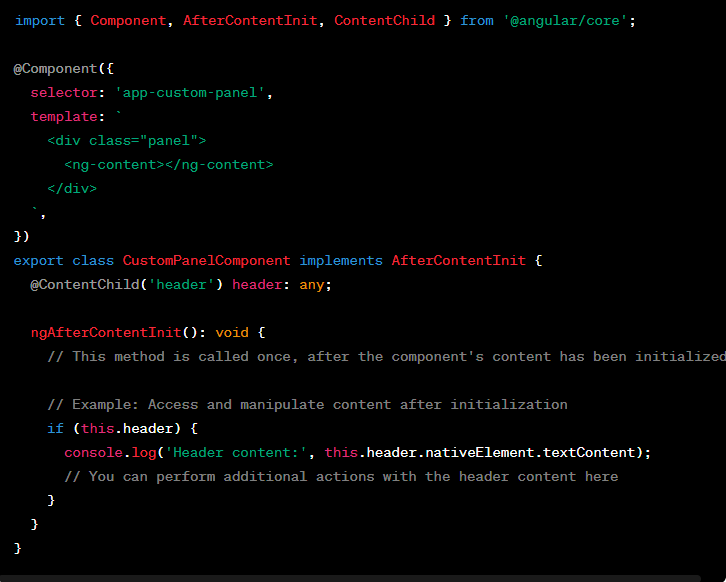 import { Component, AfterContentInit, ContentChild } from '@angular/core';
@Component({
selector: 'app-custom-panel',
template: `
<div class="panel">
<ng-content></ng-content>
</div>
`,
})
export class CustomPanelComponent implements AfterContentInit {
@ContentChild('header') header: any;
ngAfterContentInit(): void {
// This method is called once, after the component's content has been initialized
// Example: Access and manipulate content after initialization
if (this.header) {
console.log('Header content:', this.header.nativeElement.textContent);
// You can perform additional actions with the header content here
}
}
}